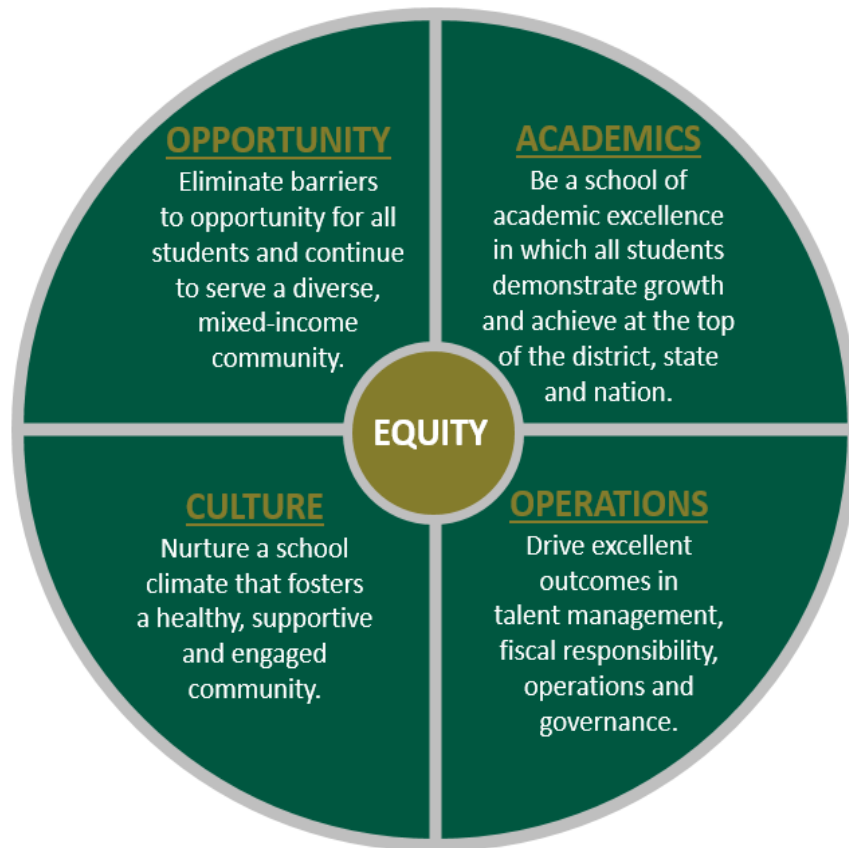 OPPORTUNITY
Eliminate barriers
to opportunity for all
students and continue
to serve a diverse,
mixed-income
community.
ACADEMICS
Be a school of
academic excellence
in which all students
demonstrate growth
and achieve at the top
of the district, state
and nation.
EQUITY
CULTURE
Nurture a school
climate that fosters
a healthy, supportive
and engaged
community.
OPERATIONS
Drive excellent
outcomes in
talent management,
fiscal responsibility,
operations and
governance.